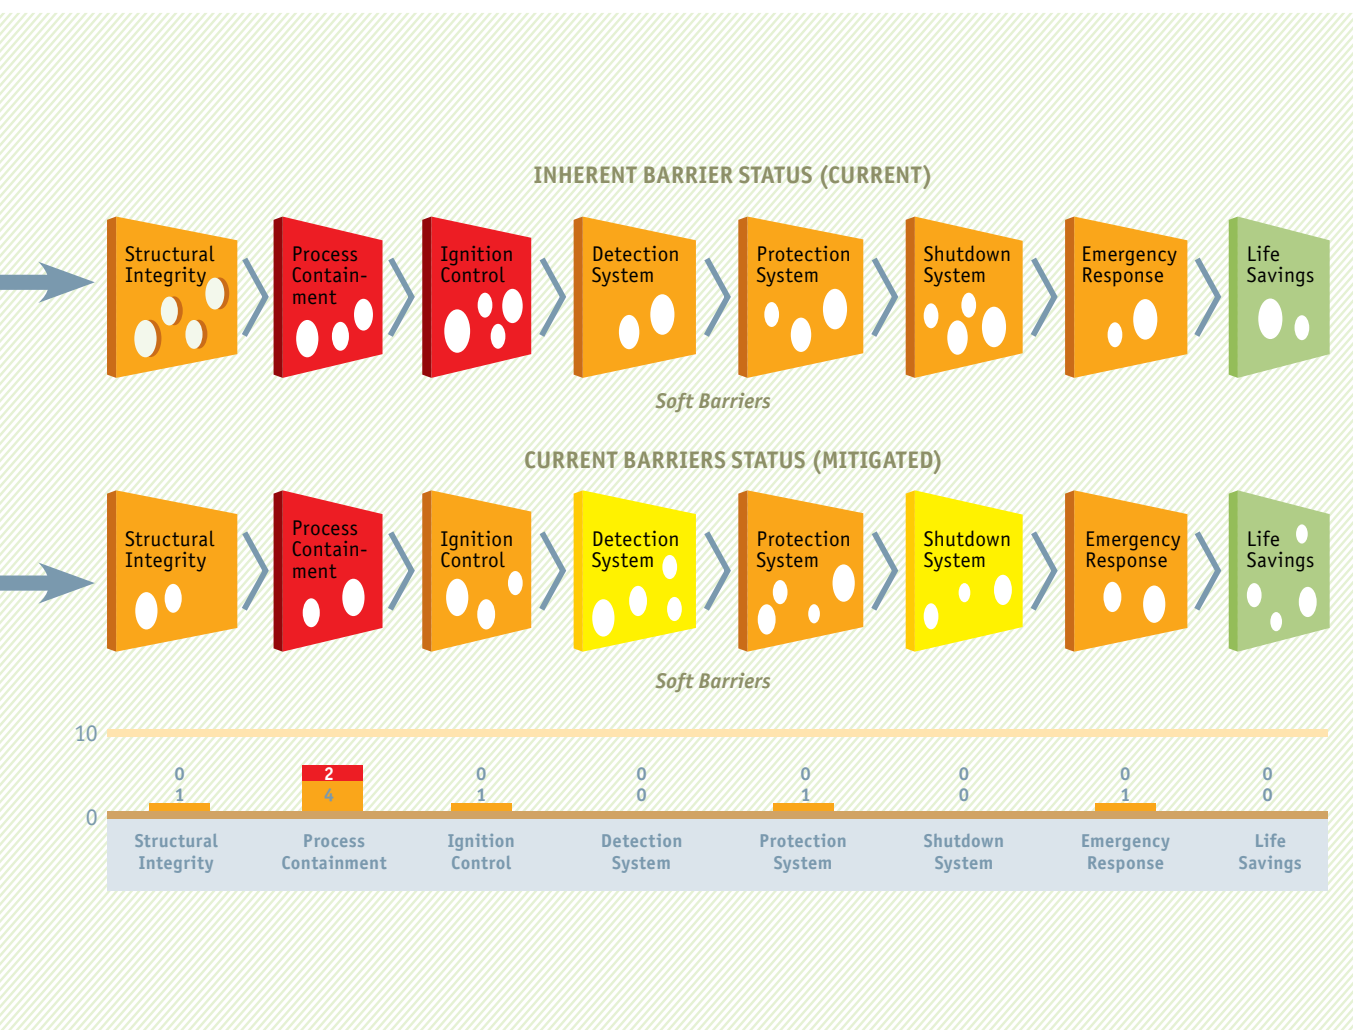 INHERENT BARRIER STATUS (CURRENT)
Structural
Integrity
Process
Contain-
ment
Ignition
Control
Detection
System
Protection
System
Shutdown
System
Emergency
Response
Life
Savings
Soft Barriers
CURRENT BARRIERS STATUS (MITIGATED)
Structural
Integrity
Process
Contain-
ment
Ignition
Control
Detection
System
Protection
System
Shutdown
System
Emergency
Response
Life
Savings
Soft Barriers
10
0 2 0 0 0 0 0 0
1 4 1 0 1 0 1 0
0
Structural
Integrity
Process
Containment
Ignition
Control
Detection
System
Protection
System
Shutdown
System
Emergency
Response
Life
Savings